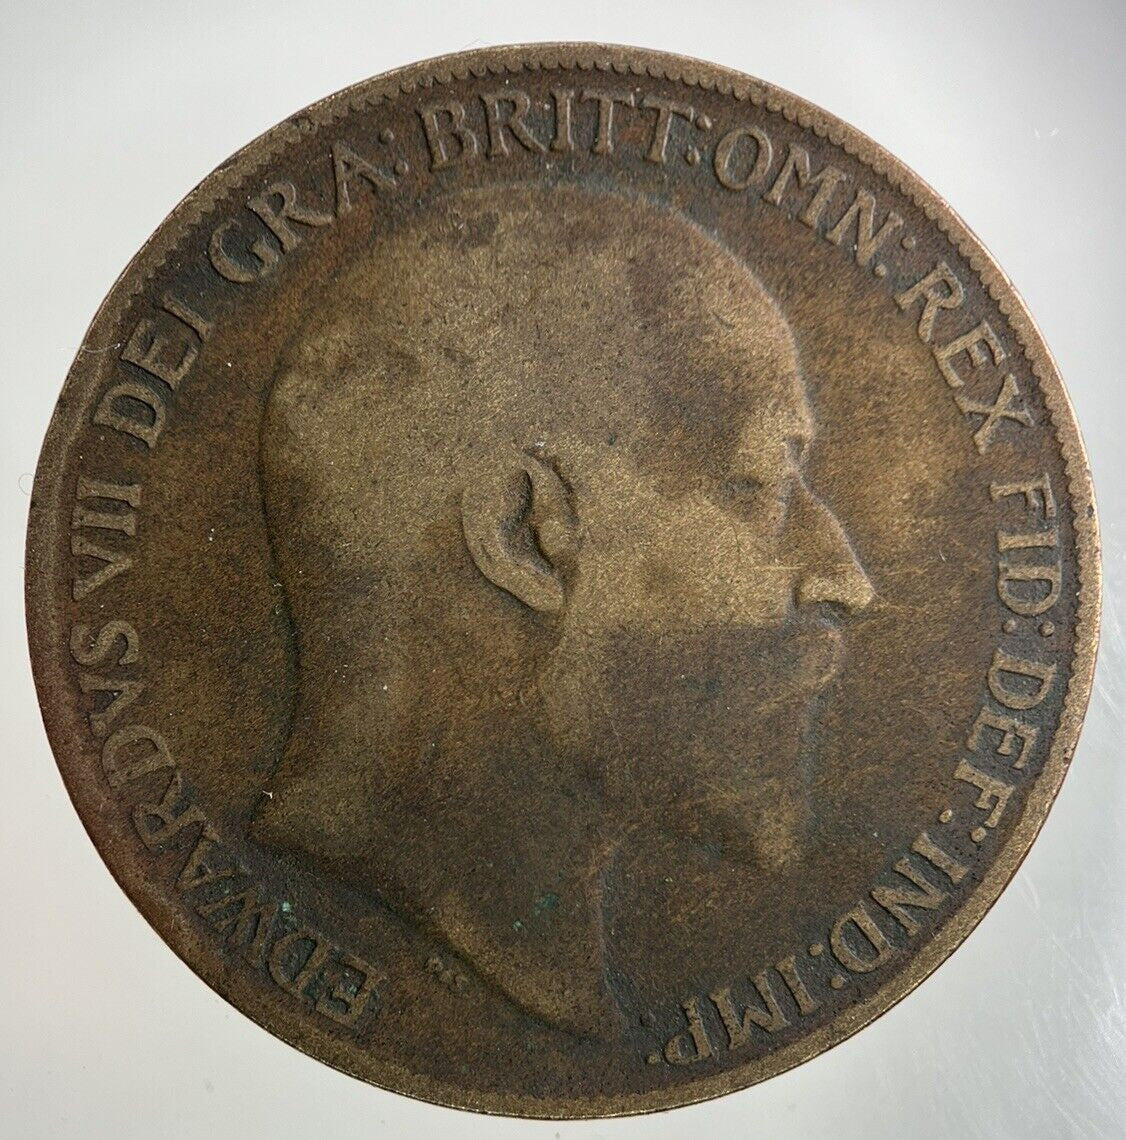 EDWARDVS VII DEI GRA: BRITT: OMN: REX FID: DEF: IND: IMP·